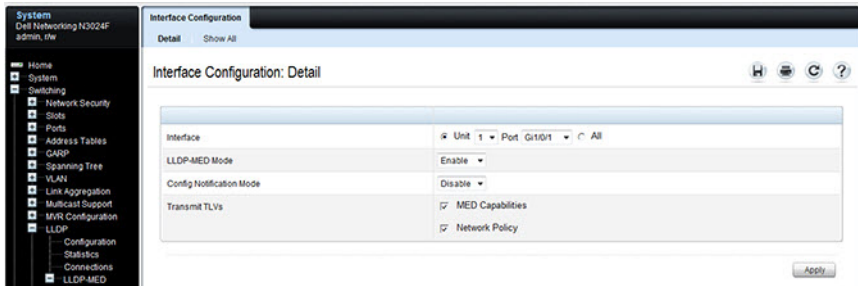 System
Dell Networking N3024F
admin, r/w
Home
System
Switching
Network Security
Slots
Ports
Address Tables
GARP
Spanning Tree
VLAN
Link Aggregation
Multicast Support
MVR Configuration
LLDP
Configuration
Statistics
Connections
LLDP-MED
Interface Configuration
Detail Show All
Interface Configuration: Detail
Interface Unit 1 Port Gi1/0/1 All
LLDP-MED Mode Enable
Config Notification Mode Disable
Transmit TLVs MED Capabilities
Network Policy
Apply